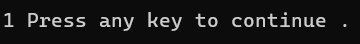 1 Press any key to continue .